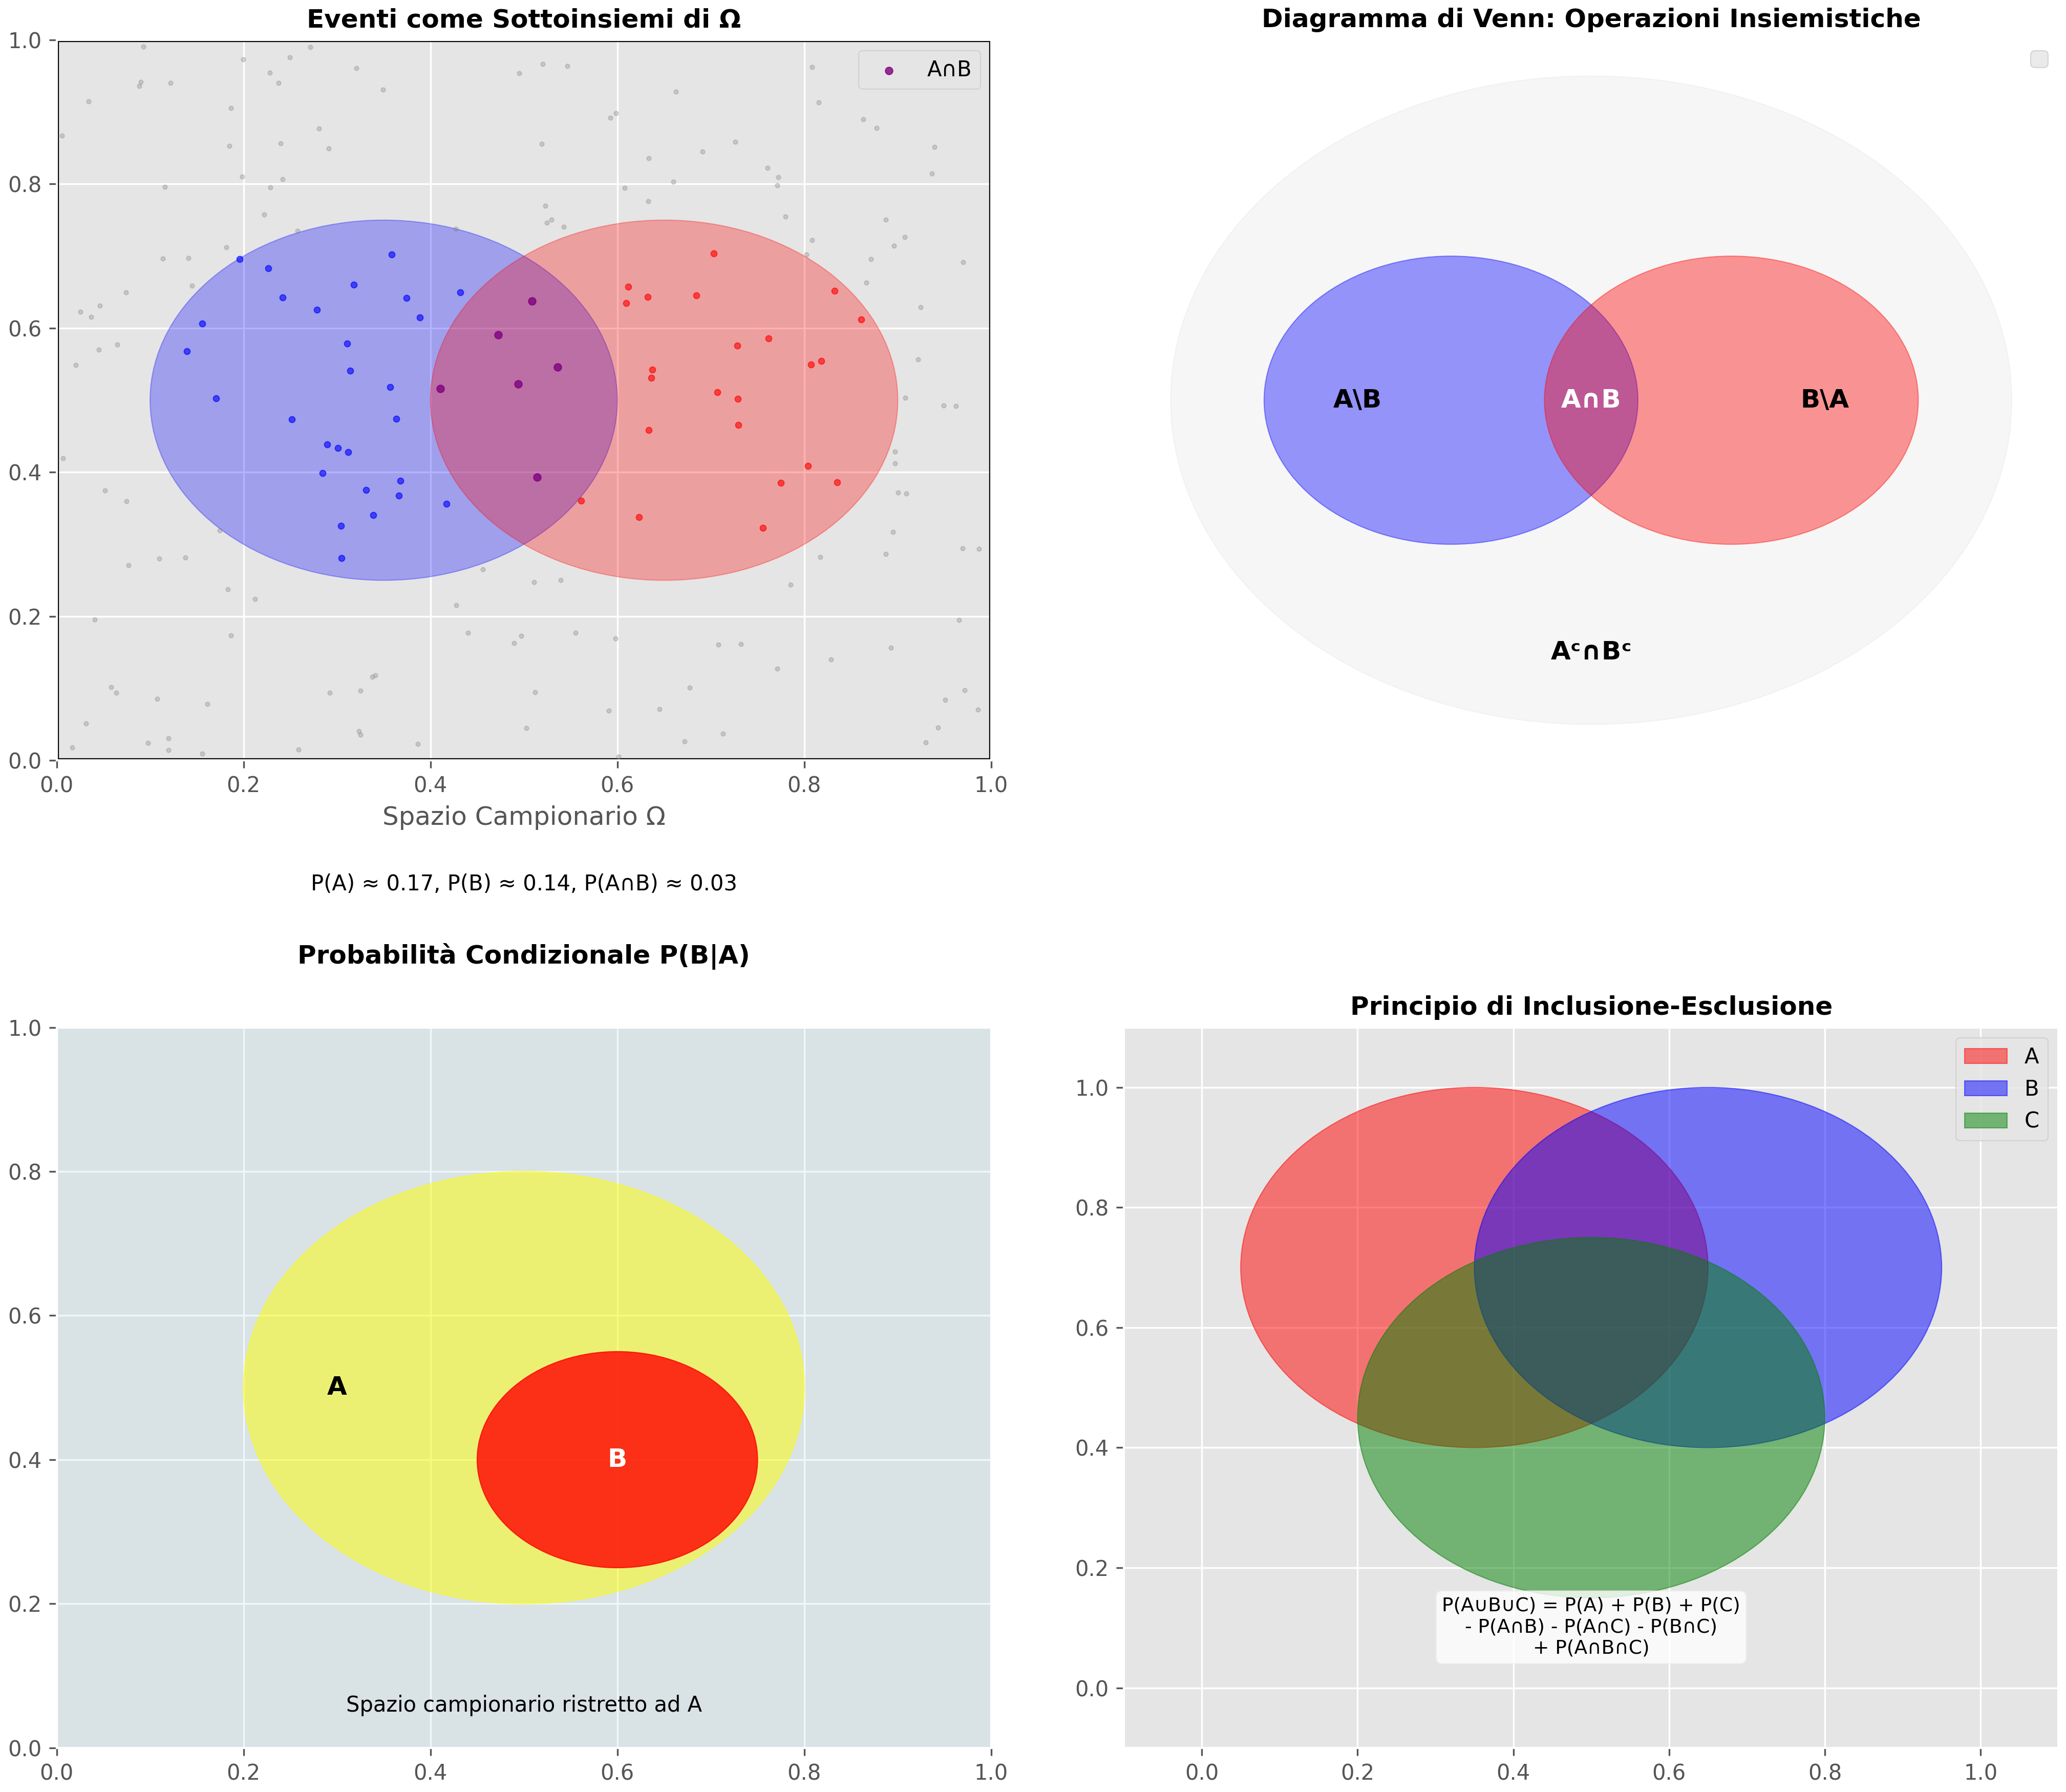 Eventi come Sottoinsiemi di Ω
1.0
0.8
0.6
0.4
0.2
0.0
A∩B
0.0 0.2 0.4 0.6 0.8 1.0
Spazio Campionario Ω
P(A) ≈ 0.17, P(B) ≈ 0.14, P(A∩B) ≈ 0.03
Diagramma di Venn: Operazioni Insiemistiche
A\B
A∩B
B\A
Aᶜ∩Bᶜ
Probabilità Condizionale P(B|A)
1.0
0.8
0.6
0.4
0.2
0.0
A
B
Spazio campionario ristretto ad A
0.0 0.2 0.4 0.6 0.8 1.0
Principio di Inclusione-Esclusione
A
B
C
1.0
0.8
0.6
0.4
0.2
0.0
P(A∪B∪C) = P(A) + P(B) + P(C)
- P(A∩B) - P(A∩C) - P(B∩C)
+ P(A∩B∩C)
0.0 0.2 0.4 0.6 0.8 1.0